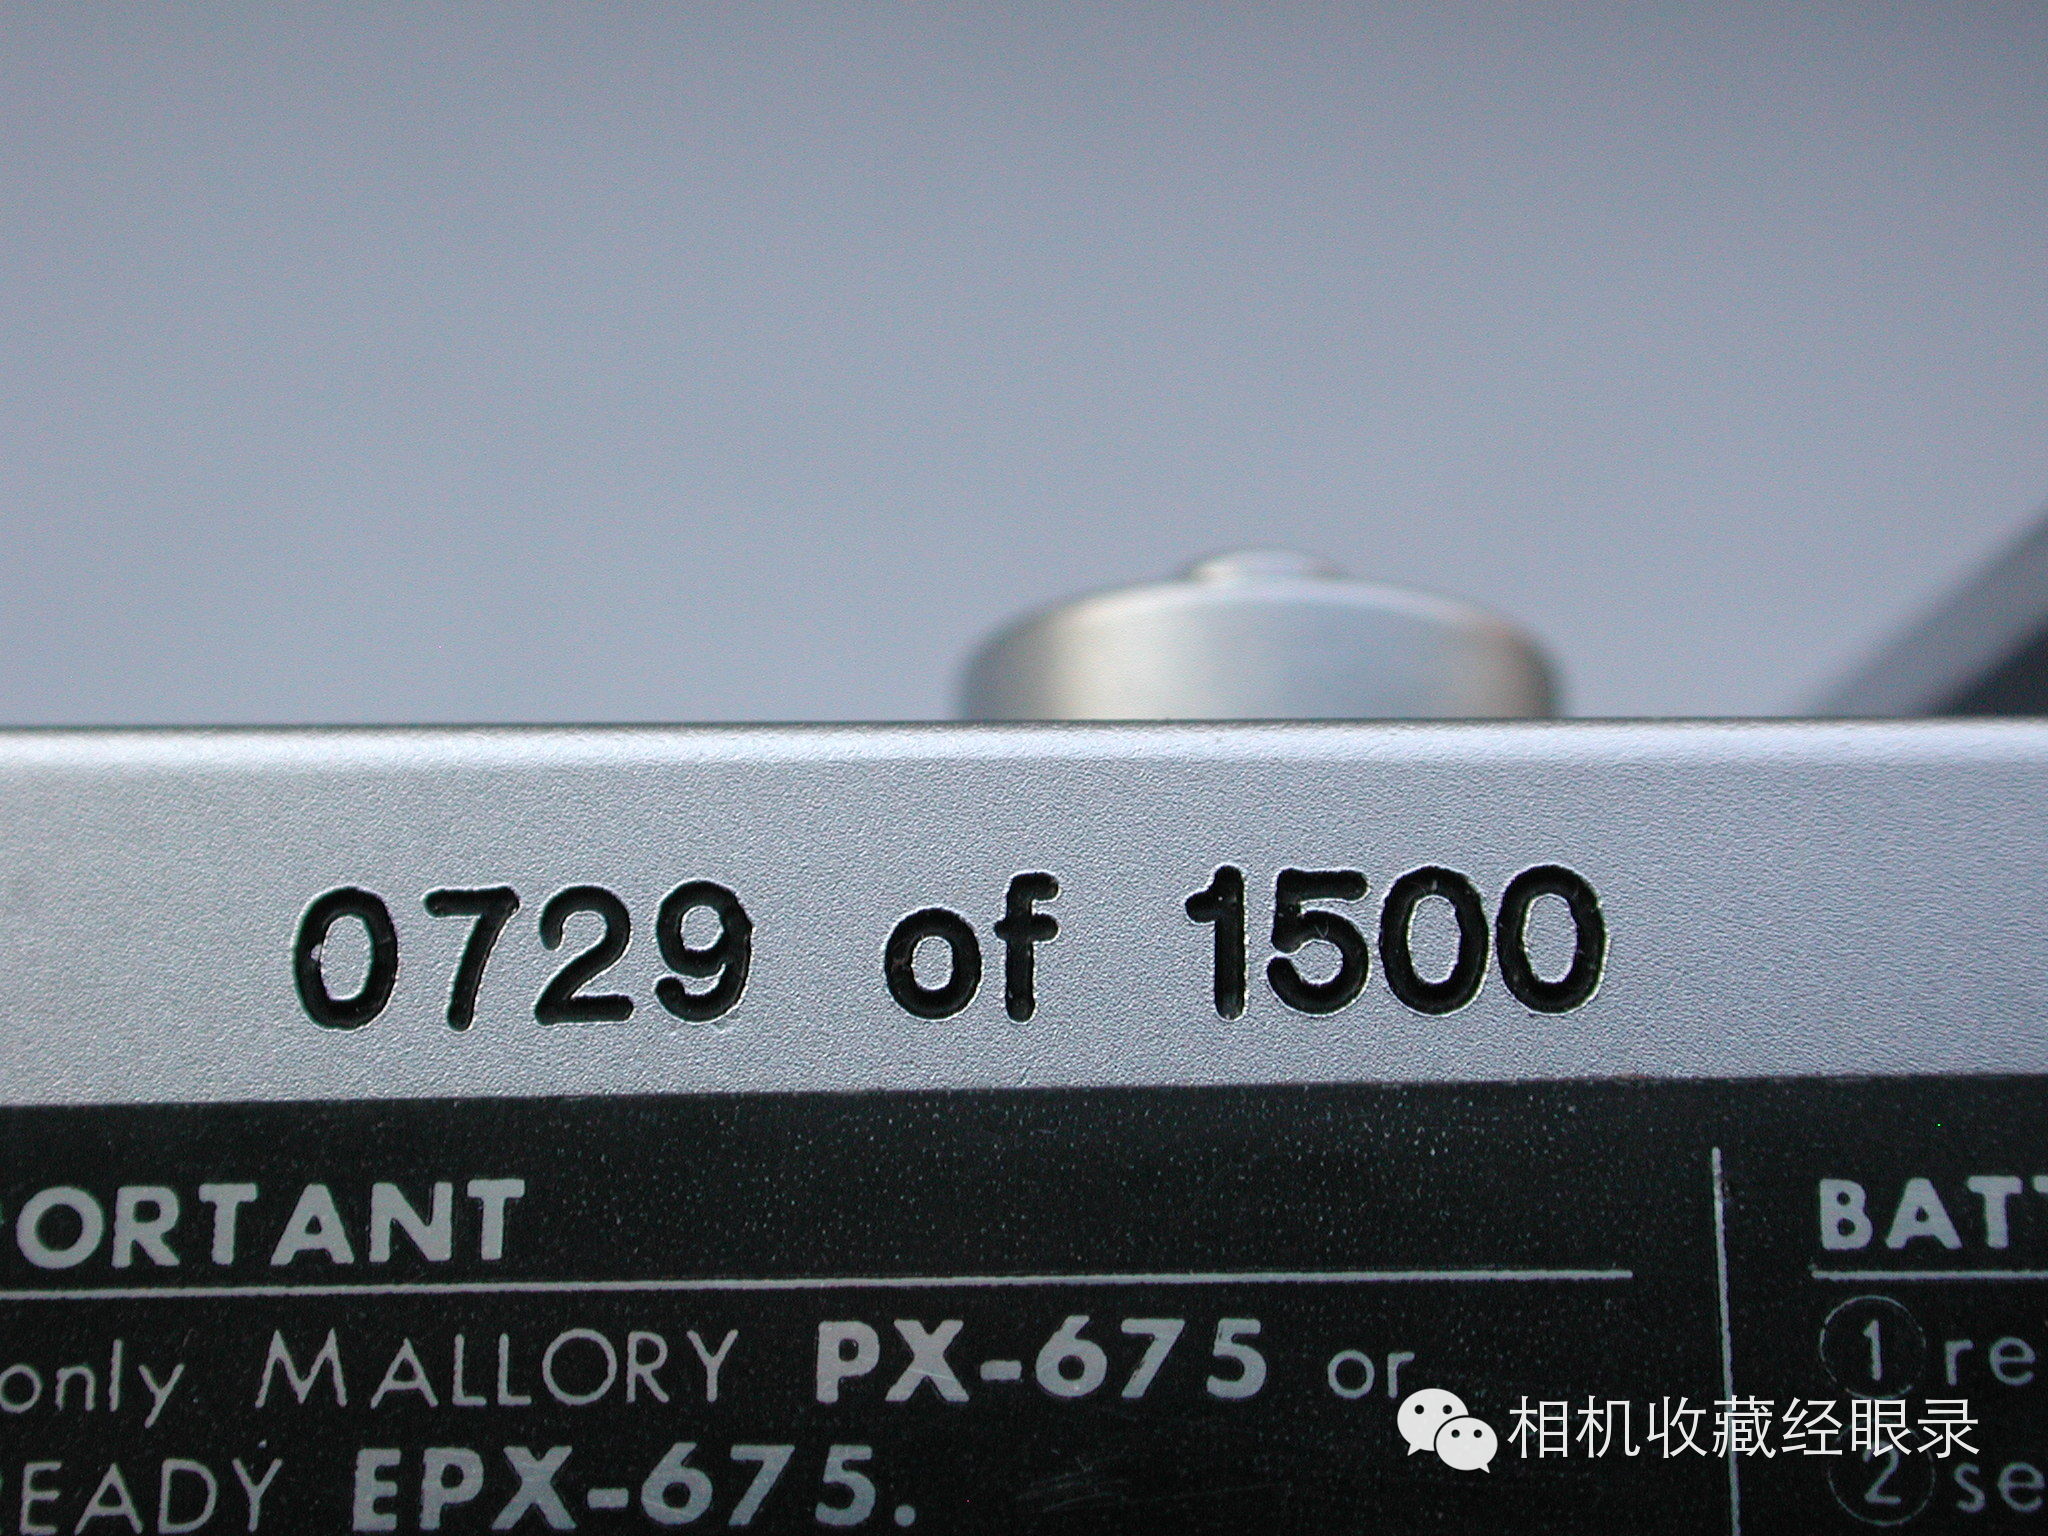 0729 of 1500
ORTANT
BATT
only MALLORY PX-675 or
1 re
READY EPX-675.
2 se
相机收藏经眼录